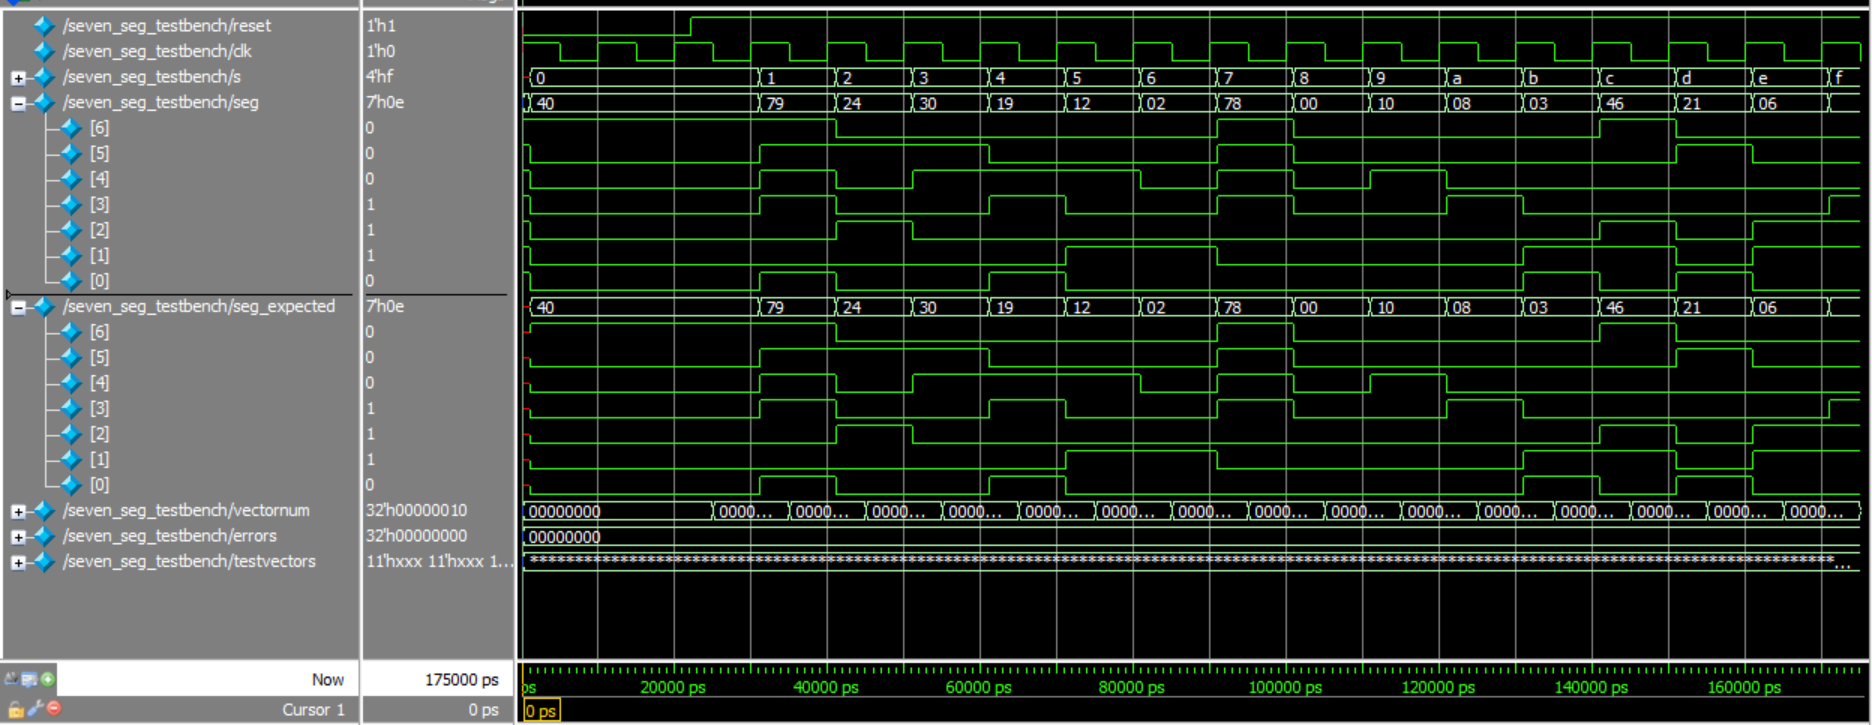 /seven_seg_testbench/reset 1'h1
/seven_seg_testbench/clk 1'h0
/seven_seg_testbench/s 4'hf 0 1 2 3 4 5 6 7 8 9 a b c d e f
/seven_seg_testbench/seg 7'h0e 40 79 24 30 19 12 02 78 00 10 08 03 46 21 06
[6] 0
[5] 0
[4] 0
[3] 1
[2] 1
[1] 1
[0] 0
/seven_seg_testbench/seg_expected 7'h0e 40 79 24 30 19 12 02 78 00 10 08 03 46 21 06
[6] 0
[5] 0
[4] 0
[3] 1
[2] 1
[1] 1
[0] 0
/seven_seg_testbench/vectornum 32'h00000010 00000000 0000... 0000... 0000... 0000... 0000... 0000... 0000... 0000... 0000... 0000... 0000... 0000... 0000... 0000... 0000...
/seven_seg_testbench/errors 32'h00000000 00000000
/seven_seg_testbench/testvectors 11'hxxx 11'hxxx 1...
Now 175000 ps ps 20000 ps 40000 ps 60000 ps 80000 ps 100000 ps 120000 ps 140000 ps 160000 ps
Cursor 1 0 ps 0 ps